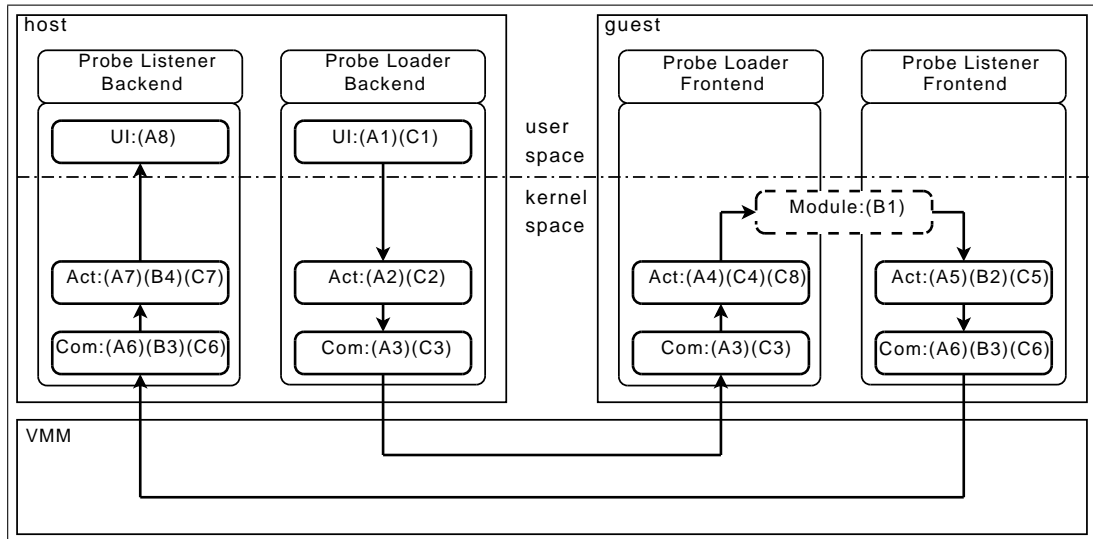 host
guest
Probe Listener
Backend
Probe Loader
Backend
Probe Loader
Frontend
Probe Listener
Frontend
UI:(A8)
UI:(A1)(C1)
user
space
kernel
space
Module:(B1)
Act:(A7)(B4)(C7)
Act:(A2)(C2)
Act:(A4)(C4)(C8)
Act:(A5)(B2)(C5)
Com:(A6)(B3)(C6)
Com:(A3)(C3)
Com:(A3)(C3)
Com:(A6)(B3)(C6)
VMM